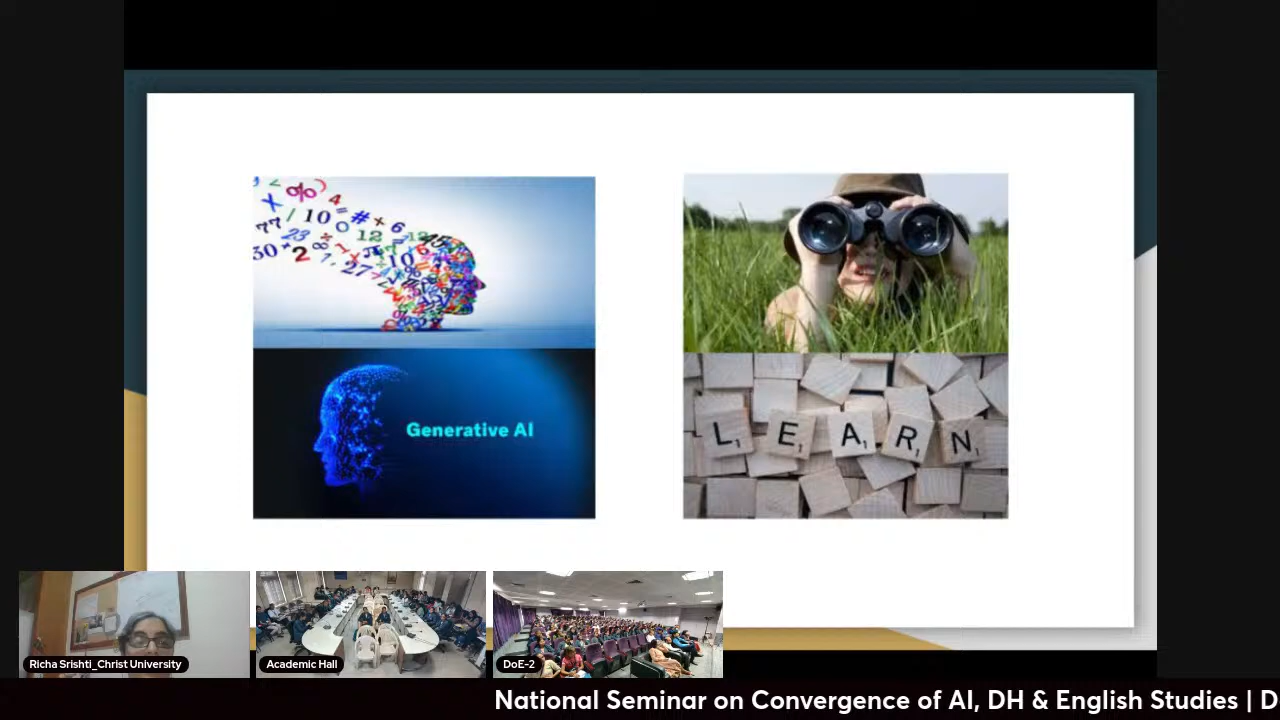 Generative AI
L E A R N
Richa Srishti_Christ University
Academic Hall
DoE-2
National Seminar on Convergence of AI, DH & English Studies | D